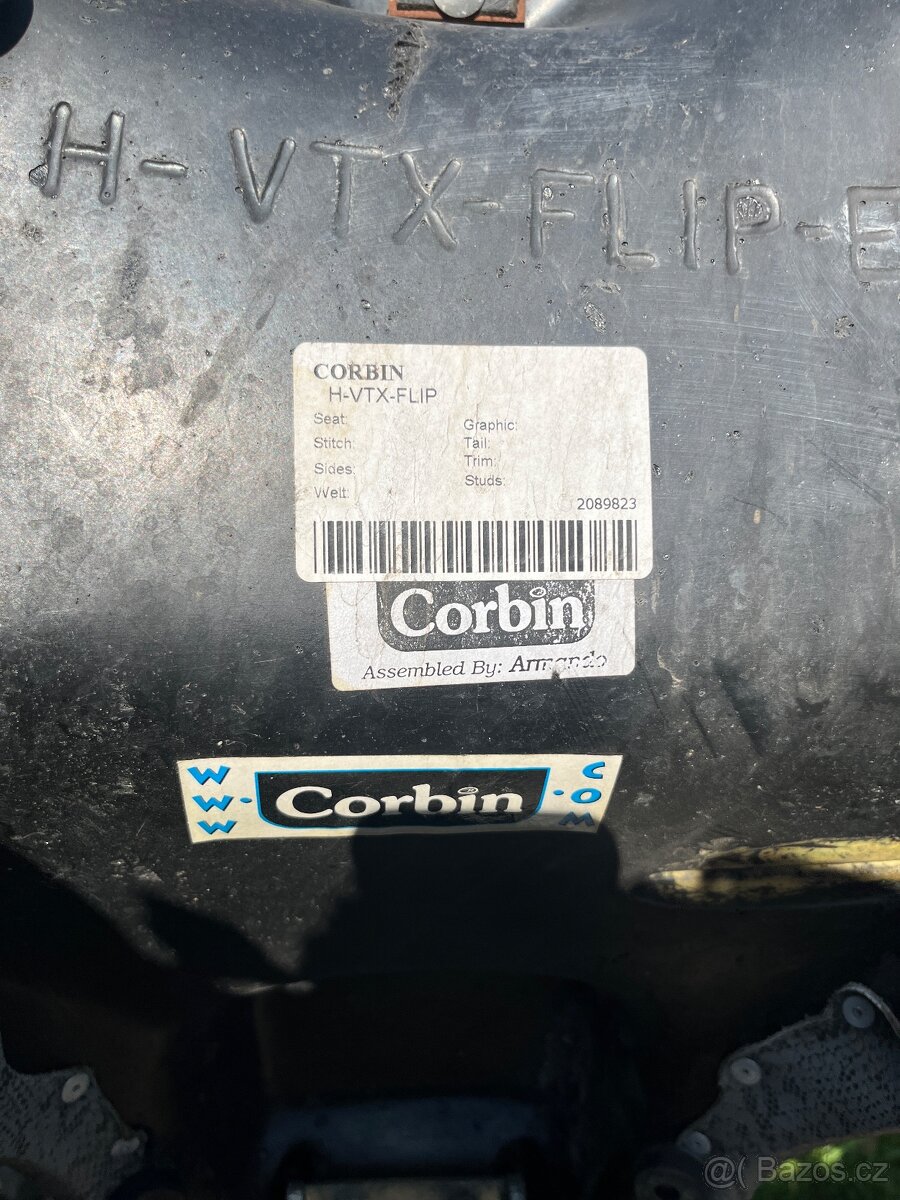 H-VTX-FLIP-E
CORBIN
H-VTX-FLIP
Seat:
Graphic:
Stitch:
Tail:
Sides:
Trim:
Welt:
Studs:
2089823
Corbin
Assembled By: Armando
WWW.Corbin.COM
@( Bazos.cz